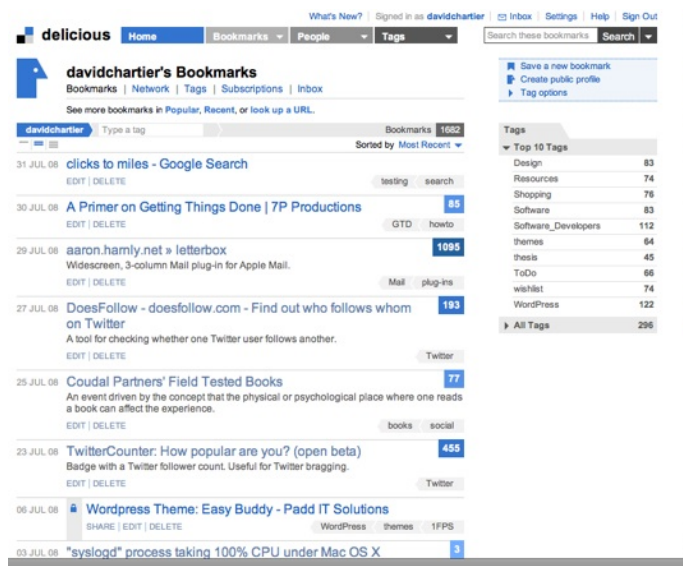 What's New? | Signed in as davidchartier | Inbox | Settings | Help | Sign Out
delicious Home Bookmarks People Tags Search these bookmarks Search
davidchartier's Bookmarks
Bookmarks | Network | Tags | Subscriptions | Inbox
See more bookmarks in Popular, Recent, or look up a URL.
Save a new bookmark
Create public profile
Tag options
davidchartier Type a tag Bookmarks 1682
Sorted by Most Recent
31 JUL 08 clicks to miles - Google Search
EDIT | DELETE testing search
30 JUL 08 A Primer on Getting Things Done | 7P Productions 85
EDIT | DELETE GTD howto
29 JUL 08 aaron.harnly.net » letterbox 1095
Widescreen, 3-column Mail plug-in for Apple Mail.
EDIT | DELETE Mail plug-ins
27 JUL 08 DoesFollow - doesfollow.com - Find out who follows whom 193
on Twitter
A tool for checking whether one Twitter user follows another.
EDIT | DELETE Twitter
25 JUL 08 Coudal Partners' Field Tested Books 77
An event driven by the concept that the physical or psychological place where one reads
a book can affect the experience.
EDIT | DELETE books social
23 JUL 08 TwitterCounter: How popular are you? (open beta) 455
Badge with a Twitter follower count. Useful for Twitter bragging.
EDIT | DELETE Twitter
06 JUL 08 Wordpress Theme: Easy Buddy - Padd IT Solutions
SHARE | EDIT | DELETE WordPress themes 1FPS
03 JUL 08 "syslogd" process taking 100% CPU under Mac OS X 3
Tags
Top 10 Tags
Design 83
Resources 74
Shopping 76
Software 83
Software_Developers 112
themes 64
thesis 45
ToDo 66
wishlist 74
WordPress 122
All Tags 296